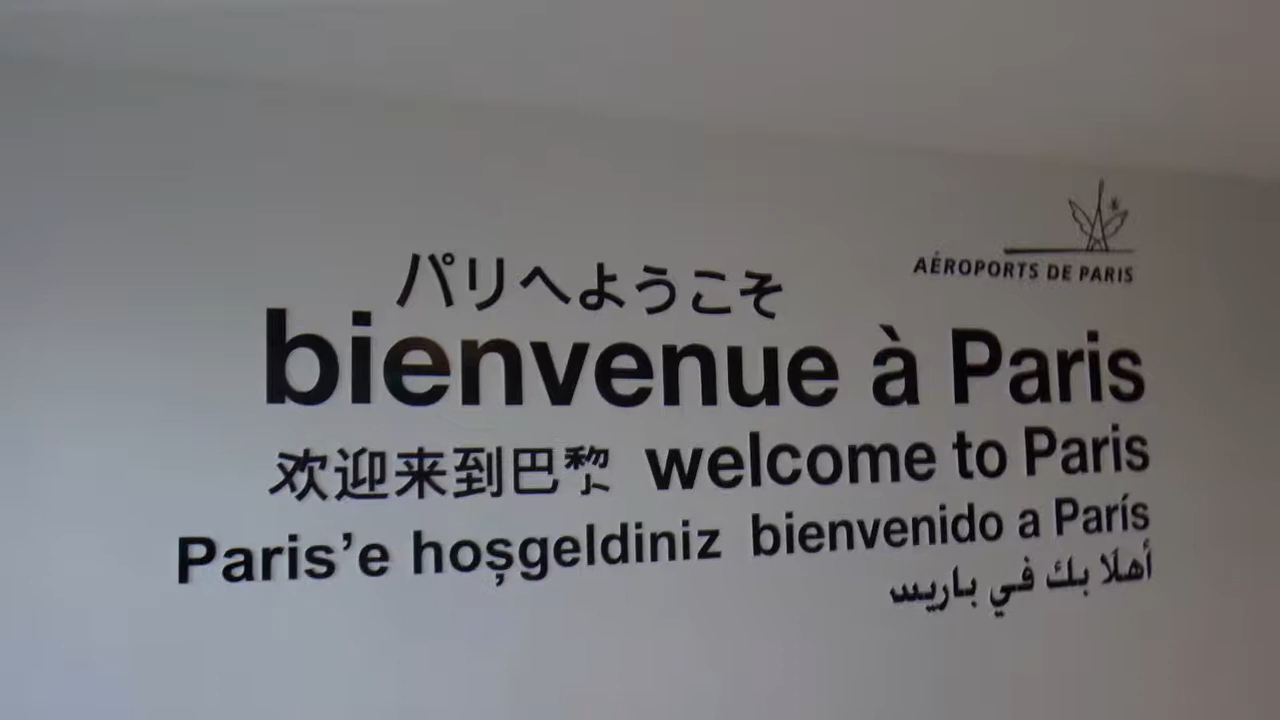 AÉROPORTS DE PARIS
パリへようこそ
bienvenue à Paris
欢迎来到巴黎 welcome to Paris
Paris'e hoşgeldiniz bienvenido a París
أهلا بك في باريس